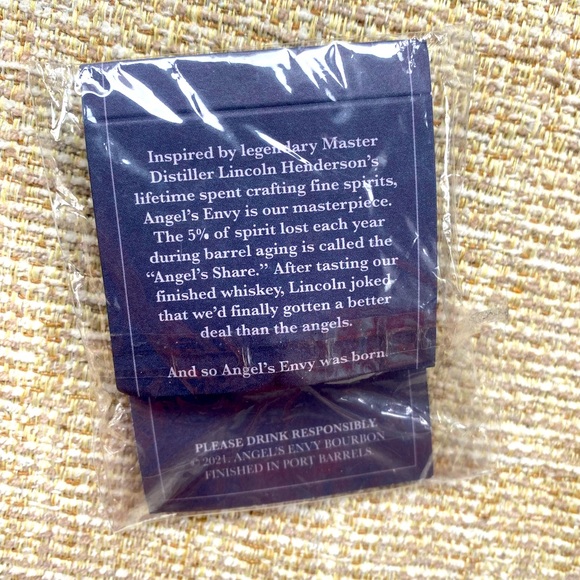 Inspired by legendary Master
Distiller Lincoln Henderson's
lifetime spent crafting fine spirits,
Angel's Envy is our masterpiece.
The 5% of spirit lost each year
during barrel aging is called the
“Angel's Share.” After tasting our
finished whiskey, Lincoln joked
that we'd finally gotten a better
deal than the angels.
And so Angel's Envy was born.
PLEASE DRINK RESPONSIBLY.
© 2021. ANGEL'S ENVY BOURBON
FINISHED IN PORT BARRELS